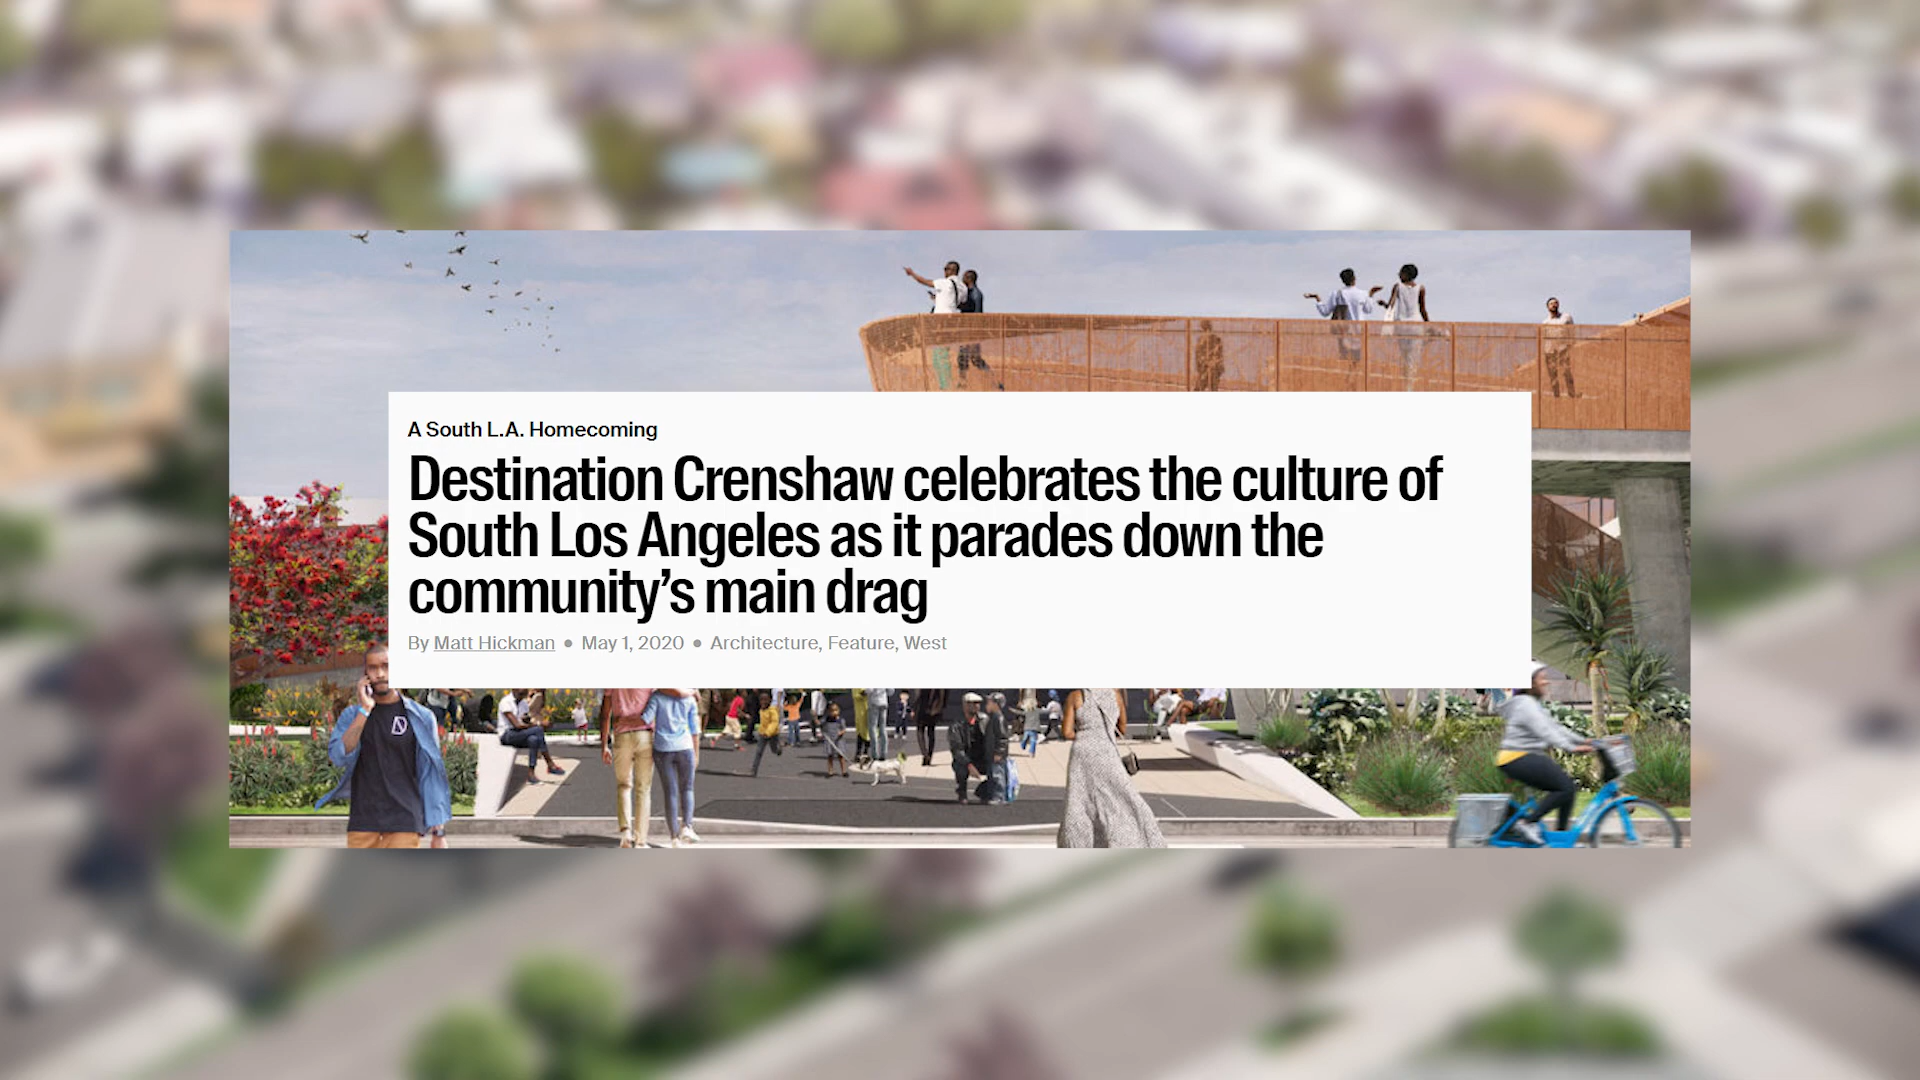 A South L.A. Homecoming
Destination Crenshaw celebrates the culture of
South Los Angeles as it parades down the
community’s main drag
By Matt Hickman • May 1, 2020 • Architecture, Feature, West